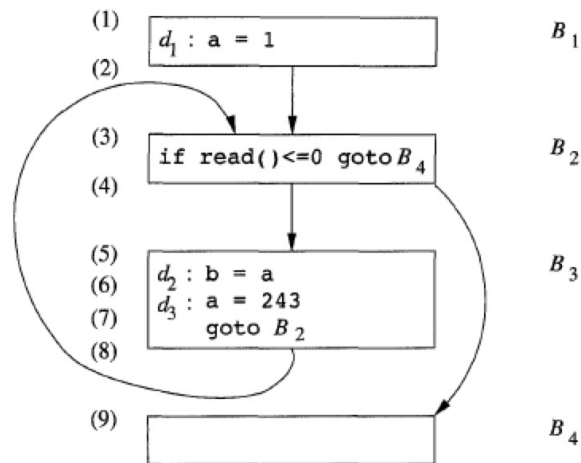 (1) d1 : a = 1 B1
(2)
(3)
if read()<=0 goto B4 B2
(4)
(5)
d2 : b = a B3
(6)
d3 : a = 243
(7)
goto B2
(8)
(9)
B4